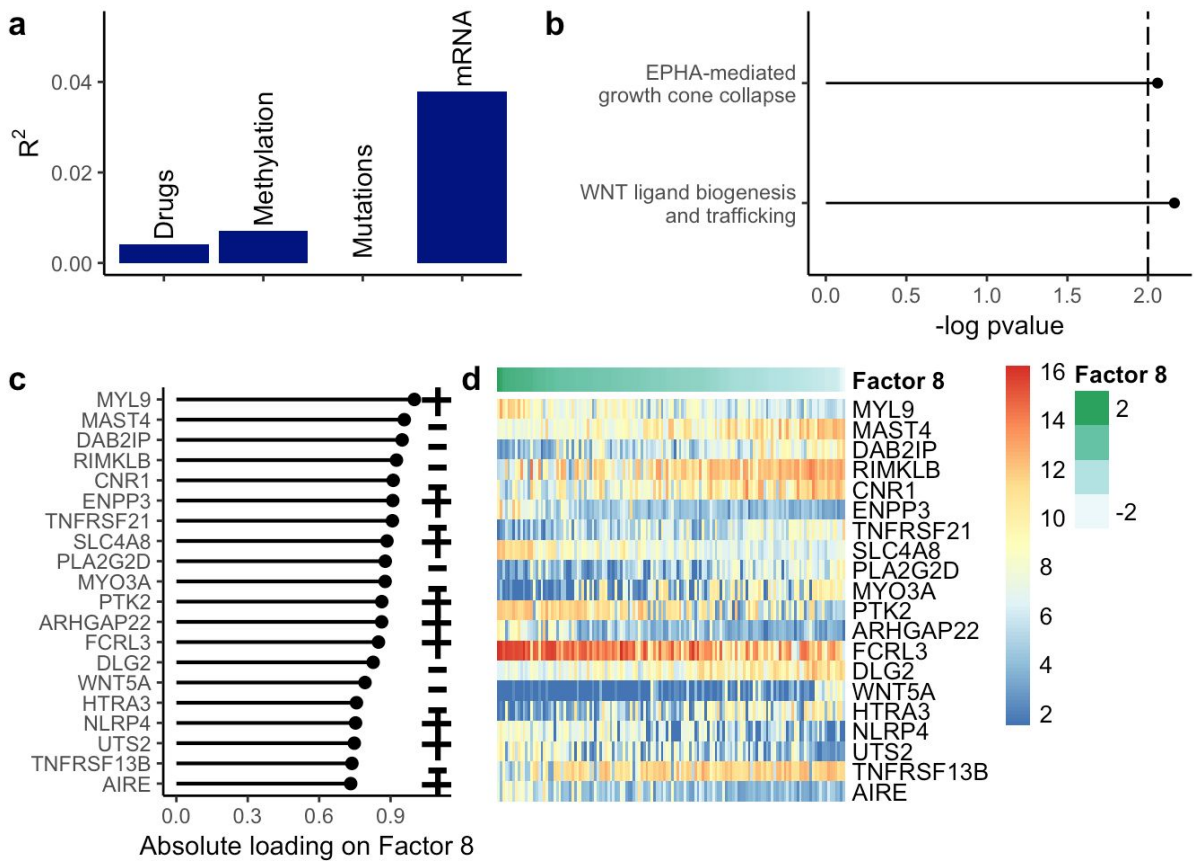 a
R2
0.04
0.02
0.00
Drugs
Methylation
Mutations
mRNA
b
EPHA-mediated
growth cone collapse
WNT ligand biogenesis
and trafficking
0.0 0.5 1.0 1.5 2.0
-log pvalue
c
MYL9 +
MAST4 -
DAB2IP -
RIMKLB -
CNR1 -
ENPP3 +
TNFRSF21 -
SLC4A8 +
PLA2G2D -
MYO3A -
PTK2 +
ARHGAP22 +
FCRL3 +
DLG2 -
WNT5A -
HTRA3 -
NLRP4 +
UTS2 +
TNFRSF13B -
AIRE +
0.0 0.3 0.6 0.9
Absolute loading on Factor 8
d
Factor 8
MYL9
MAST4
DAB2IP
RIMKLB
CNR1
ENPP3
TNFRSF21
SLC4A8
PLA2G2D
MYO3A
PTK2
ARHGAP22
FCRL3
DLG2
WNT5A
HTRA3
NLRP4
UTS2
TNFRSF13B
AIRE
16
14
12
10
8
6
4
2
Factor 8
2
-2